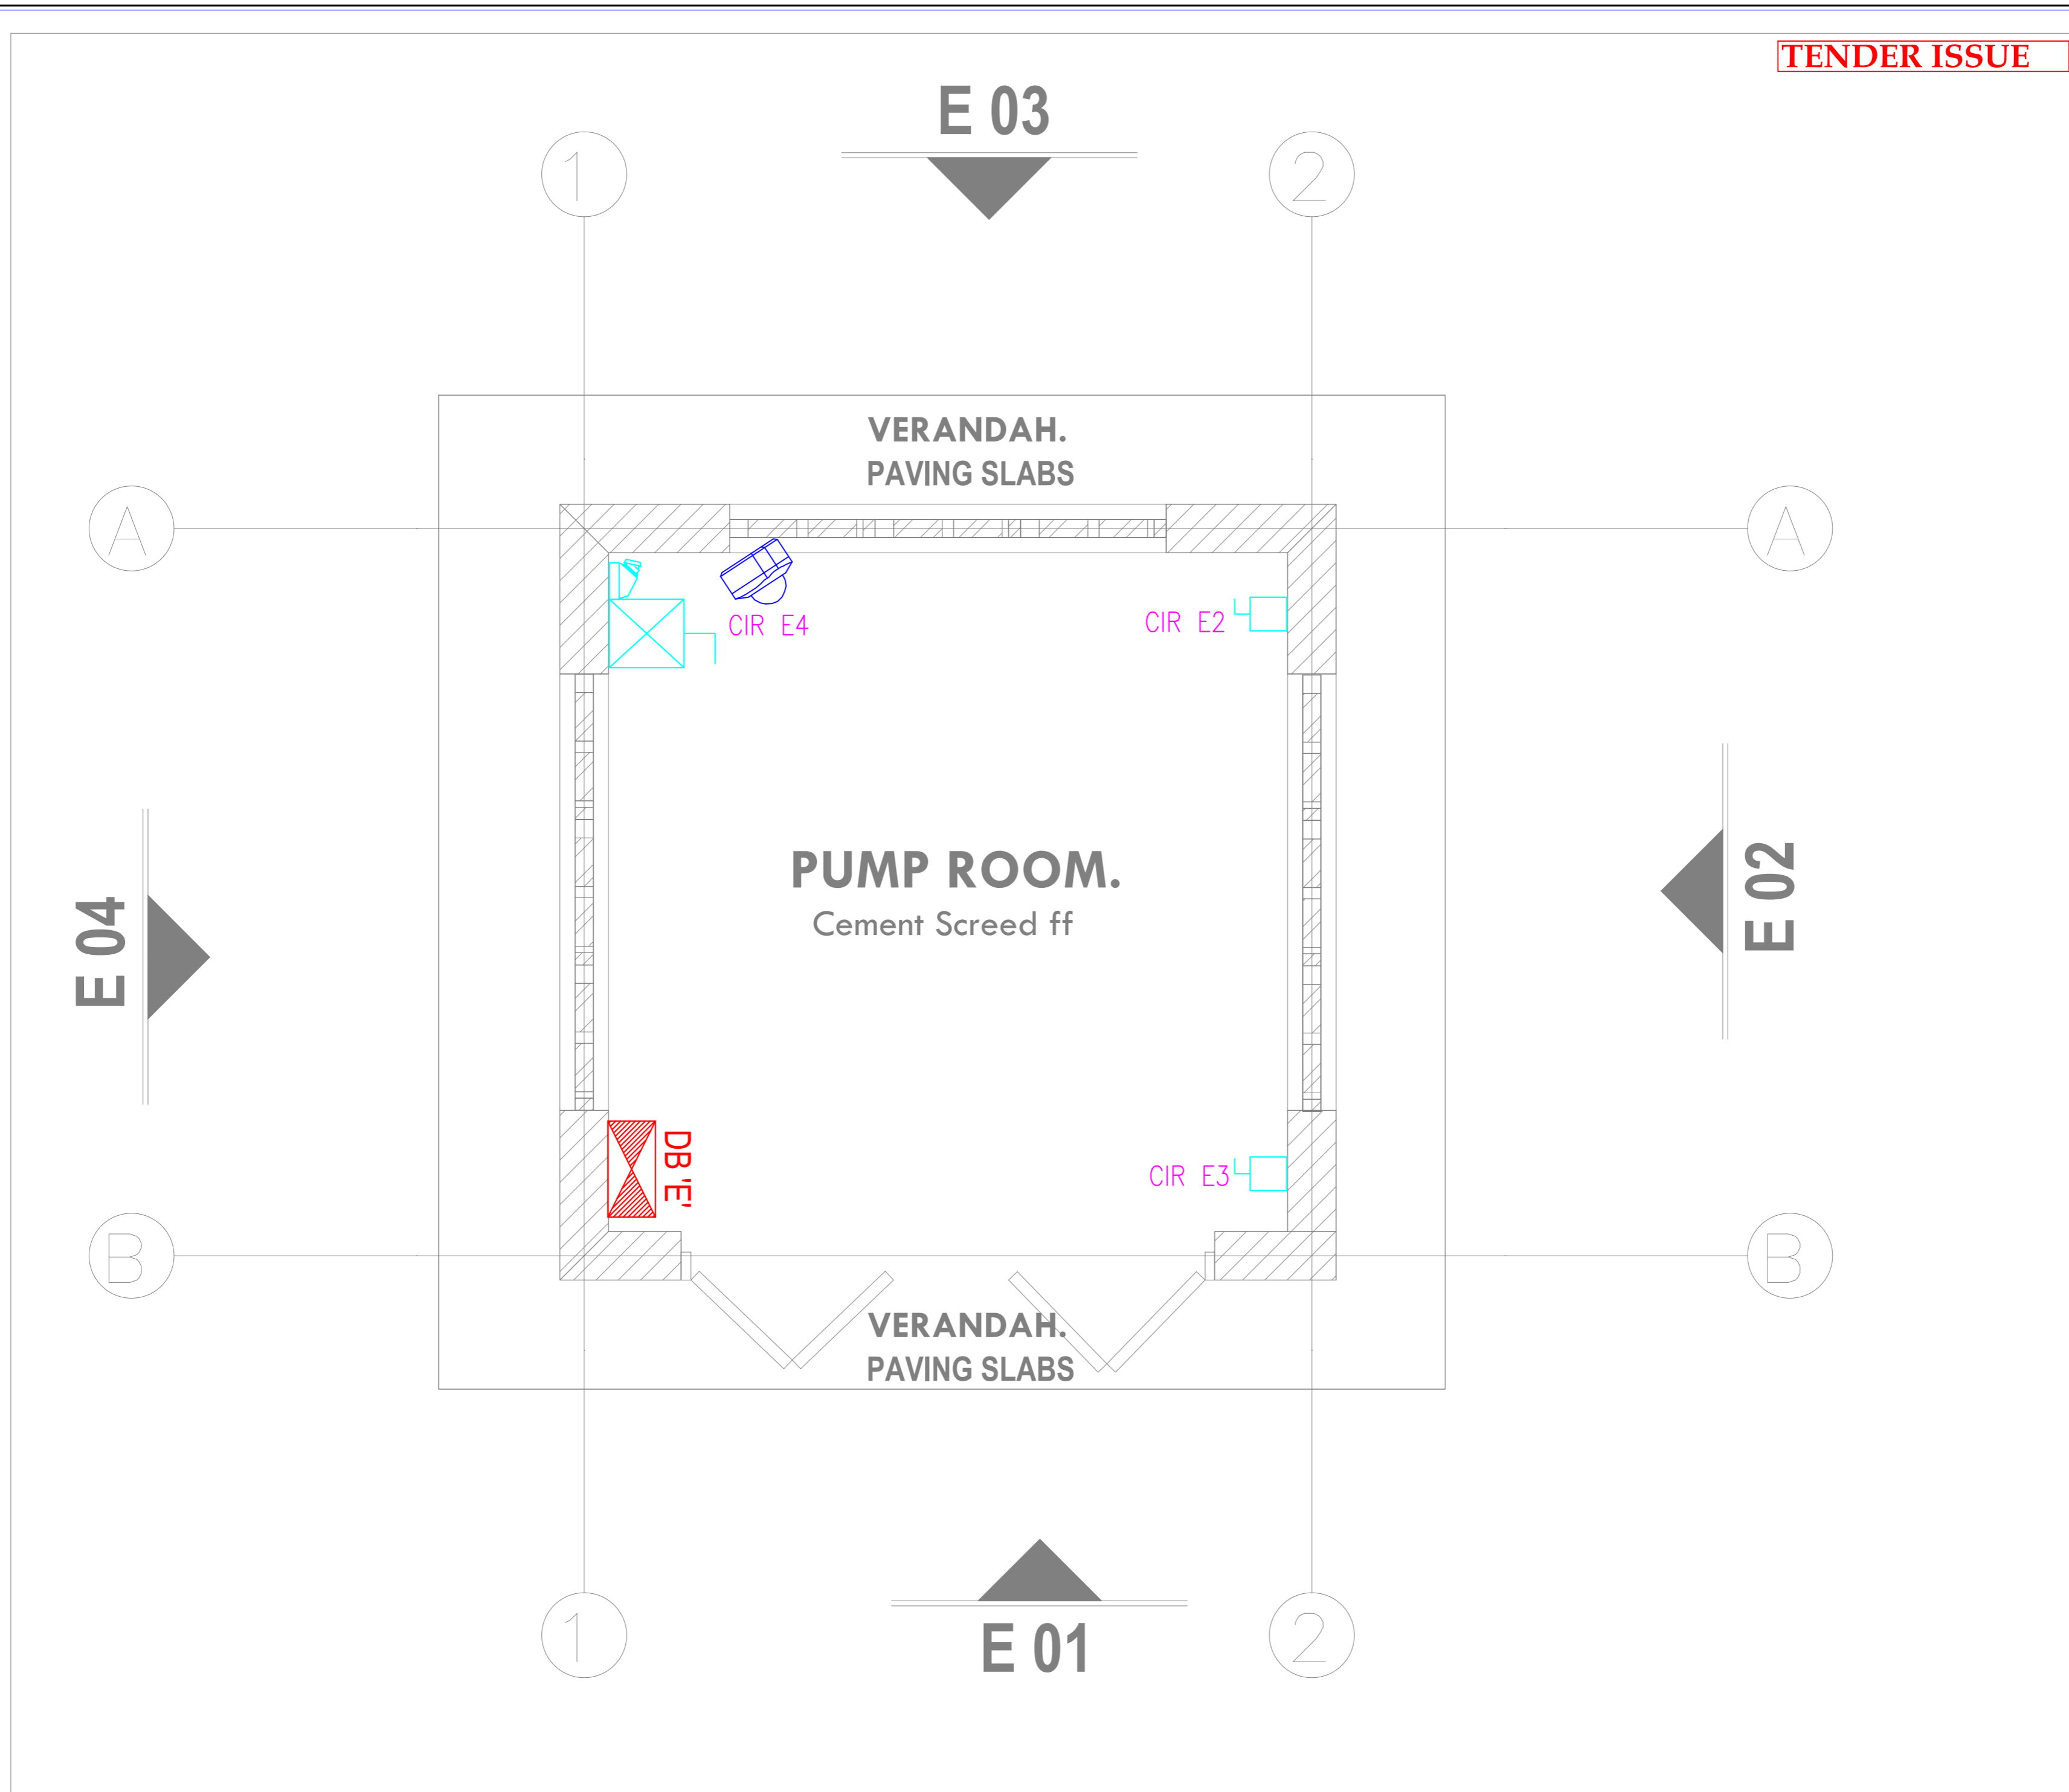 TENDER ISSUE
E 03
1
2
VERANDAH.
PAVING SLABS
A
A
CIR E4
CIR E2
PUMP ROOM.
Cement Screed ff
E 04
E 02
DB 'E'
CIR E3
B
B
VERANDAH.
PAVING SLABS
1
E 01
2